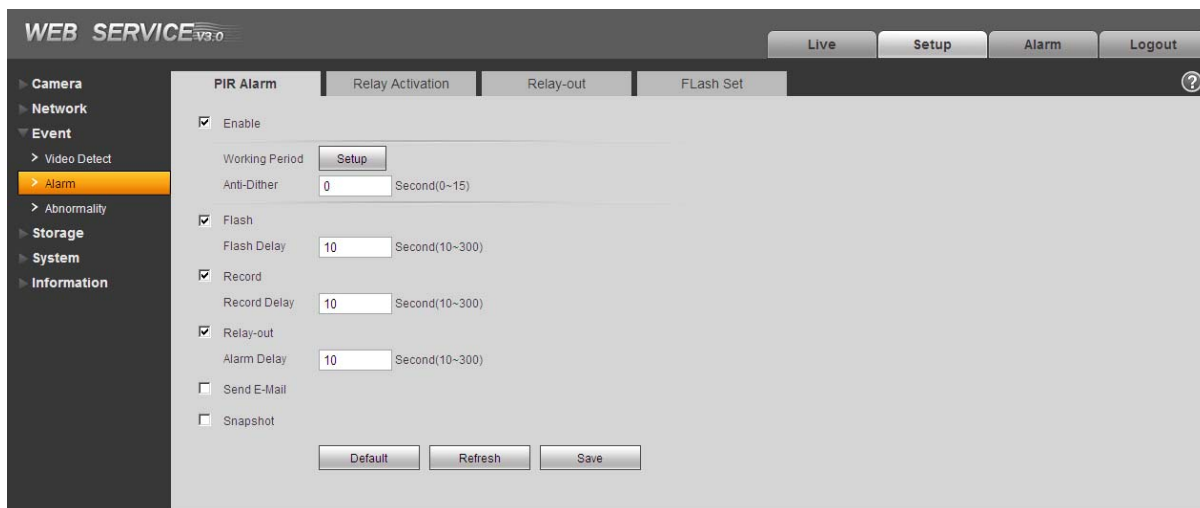 WEB SERVICE V3.0
Live Setup Alarm Logout
Camera
Network
Event
> Video Detect
> Alarm
> Abnormality
Storage
System
Information
PIR Alarm Relay Activation Relay-out FLash Set ?
Enable
Working Period Setup
Anti-Dither 0 Second(0~15)
Flash
Flash Delay 10 Second(10~300)
Record
Record Delay 10 Second(10~300)
Relay-out
Alarm Delay 10 Second(10~300)
Send E-Mail
Snapshot
Default Refresh Save